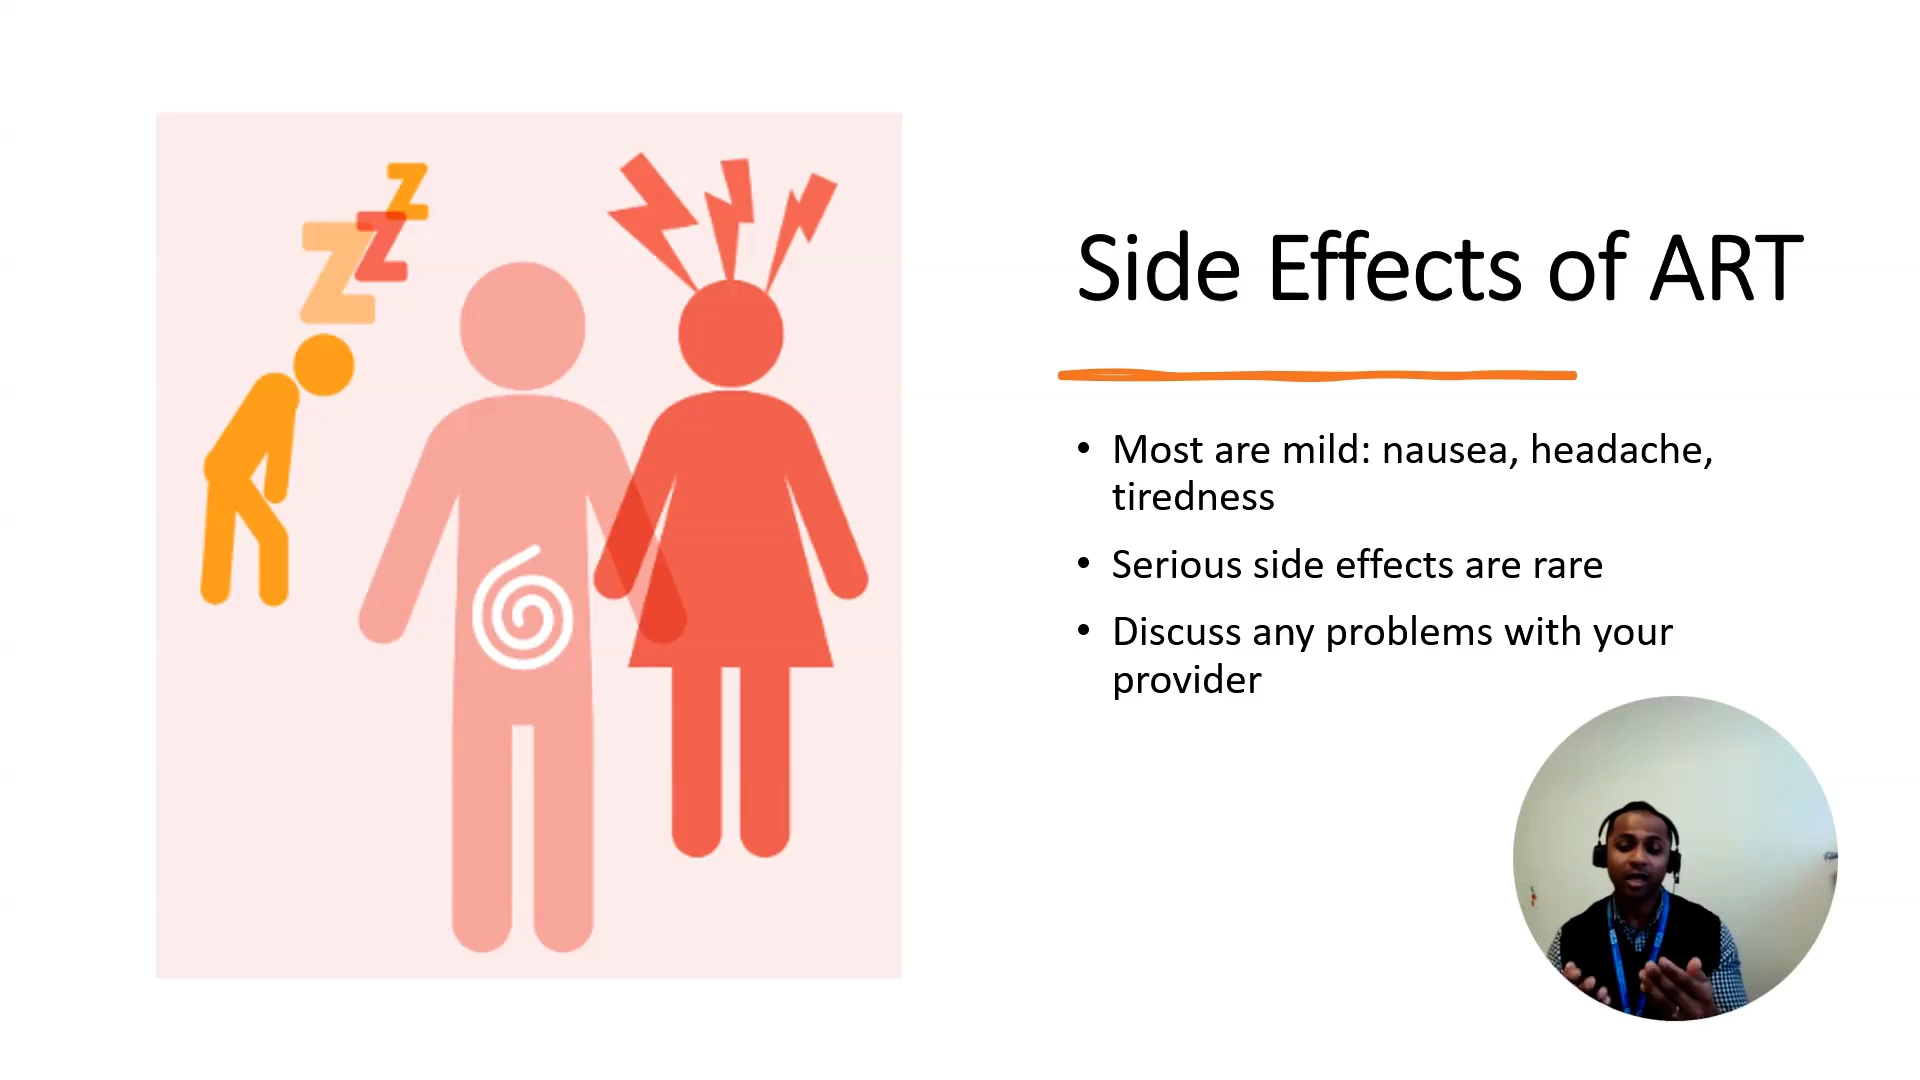 Z
Z
Z
Side Effects of ART
• Most are mild: nausea, headache,
tiredness
• Serious side effects are rare
• Discuss any problems with your
provider